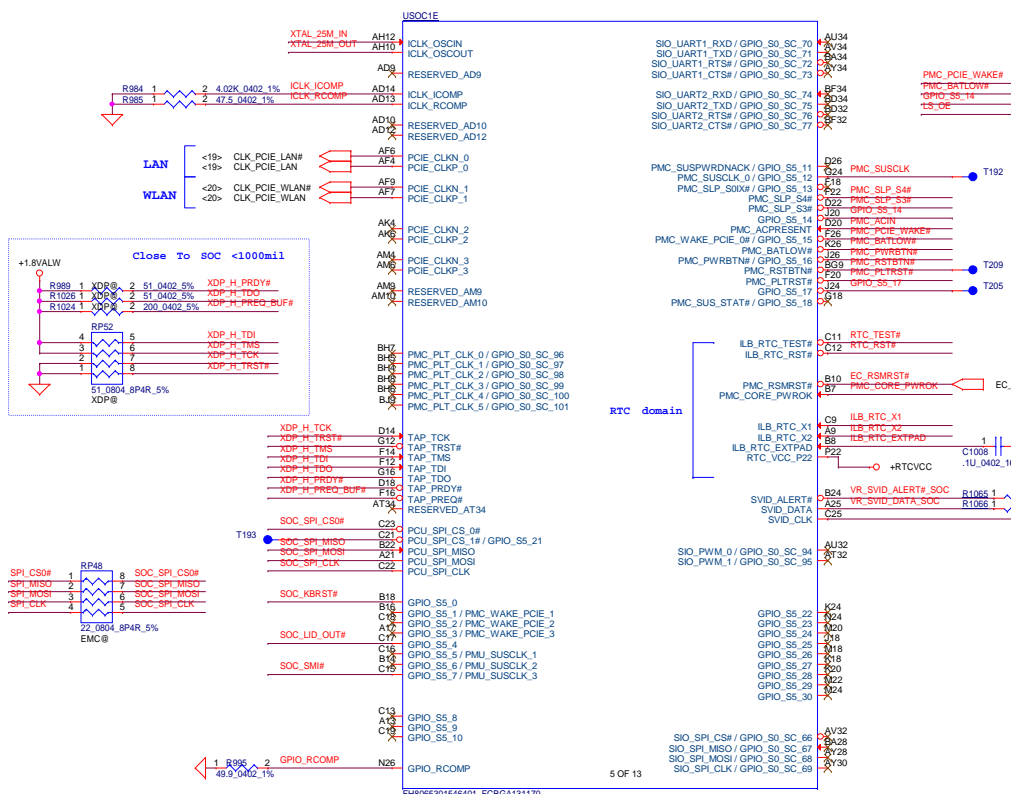 USOC1E
XTAL_25M_IN AH12 ICLK_OSCIN
XTAL_25M_OUT AH10 ICLK_OSCOUT
AD9 RESERVED_AD9
R984 1 2 4.02K_0402_1% ICLK_ICOMP AD14 ICLK_ICOMP
R985 1 2 47.5_0402_1% ICLK_RCOMP AD13 ICLK_RCOMP
AD10 RESERVED_AD10
AD12 RESERVED_AD12
LAN
<19> CLK_PCIE_LAN# AF6 PCIE_CLKN_0
<19> CLK_PCIE_LAN AF4 PCIE_CLKP_0
WLAN
<20> CLK_PCIE_WLAN# AF9 PCIE_CLKN_1
<20> CLK_PCIE_WLAN AF7 PCIE_CLKP_1
AK4 PCIE_CLKN_2
AK6 PCIE_CLKP_2
AM4 PCIE_CLKN_3
AM6 PCIE_CLKP_3
AM9 RESERVED_AM9
AM10 RESERVED_AM10
Close To SOC <1000mil
+1.8VALW
R989 1 XDP@ 2 51_0402_5% XDP_H_PRDY#
R1026 1 XDP@ 2 51_0402_5% XDP_H_TDO
R1024 1 XDP@ 2 200_0402_5% XDP_H_PREQ_BUF#
RP52
4 5 XDP_H_TDI
3 6 XDP_H_TMS
2 7 XDP_H_TCK
1 8 XDP_H_TRST#
51_0804_8P4R_5%
XDP@
BH7 PMC_PLT_CLK_0 / GPIO_S0_SC_96
BH5 PMC_PLT_CLK_1 / GPIO_S0_SC_97
BH4 PMC_PLT_CLK_2 / GPIO_S0_SC_98
BH8 PMC_PLT_CLK_3 / GPIO_S0_SC_99
BH6 PMC_PLT_CLK_4 / GPIO_S0_SC_100
BJ9 PMC_PLT_CLK_5 / GPIO_S0_SC_101
XDP_H_TCK D14 TAP_TCK
XDP_H_TRST# G12 TAP_TRST#
XDP_H_TMS F14 TAP_TMS
XDP_H_TDI F12 TAP_TDI
XDP_H_TDO G16 TAP_TDO
XDP_H_PRDY# D18 TAP_PRDY#
XDP_H_PREQ_BUF# F16 TAP_PREQ#
AT34 RESERVED_AT34
SOC_SPI_CS0# C23 PCU_SPI_CS_0#
T193 C21 PCU_SPI_CS_1# / GPIO_S5_21
SOC_SPI_MISO B22 PCU_SPI_MISO
SOC_SPI_MOSI A21 PCU_SPI_MOSI
SOC_SPI_CLK C22 PCU_SPI_CLK
RP48
SPI_CS0# 1 8 SOC_SPI_CS0#
SPI_MISO 2 7 SOC_SPI_MISO
SPI_MOSI 3 6 SOC_SPI_MOSI
SPI_CLK 4 5 SOC_SPI_CLK
22_0804_8P4R_5%
EMC@
SOC_KBRST# B18 GPIO_S5_0
B16 GPIO_S5_1 / PMC_WAKE_PCIE_1
C18 GPIO_S5_2 / PMC_WAKE_PCIE_2
A17 GPIO_S5_3 / PMC_WAKE_PCIE_3
SOC_LID_OUT# C17 GPIO_S5_4
C16 GPIO_S5_5 / PMU_SUSCLK_1
B14 GPIO_S5_6 / PMU_SUSCLK_2
SOC_SMI# C15 GPIO_S5_7 / PMU_SUSCLK_3
C13 GPIO_S5_8
A13 GPIO_S5_9
C19 GPIO_S5_10
1 R995 2 GPIO_RCOMP N26 GPIO_RCOMP
49.9_0402_1%
SIO_UART1_RXD / GPIO_S0_SC_70 AU34
SIO_UART1_TXD / GPIO_S0_SC_71 AV34
SIO_UART1_RTS# / GPIO_S0_SC_72 BA34
SIO_UART1_CTS# / GPIO_S0_SC_73 AY34
SIO_UART2_RXD / GPIO_S0_SC_74 BF34
SIO_UART2_TXD / GPIO_S0_SC_75 BD34
SIO_UART2_RTS# / GPIO_S0_SC_76 BD32
SIO_UART2_CTS# / GPIO_S0_SC_77 BF32
PMC_PCIE_WAKE#
PMC_BATLOW#
GPIO_S5_14
LS_OE
PMC_SUSPWRDNACK / GPIO_S5_11 D26
PMC_SUSCLK_0 / GPIO_S5_12 G24 PMC_SUSCLK T192
PMC_SLP_S0IX# / GPIO_S5_13 F18
PMC_SLP_S4# F22 PMC_SLP_S4#
PMC_SLP_S3# D22 PMC_SLP_S3#
GPIO_S5_14 J20 GPIO_S5_14
PMC_ACPRESENT D20 PMC_ACIN
PMC_WAKE_PCIE_0# / GPIO_S5_15 F26 PMC_PCIE_WAKE#
PMC_BATLOW# K26 PMC_BATLOW#
PMC_PWRBTN# / GPIO_S5_16 J26 PMC_PWRBTN#
PMC_RSTBTN# BG9 PMC_RSTBTN# T209
PMC_PLTRST# F20 PMC_PLTRST#
GPIO_S5_17 J24 GPIO_S5_17 T205
PMC_SUS_STAT# / GPIO_S5_18 G18
RTC domain
ILB_RTC_TEST# C11 RTC_TEST#
ILB_RTC_RST# C12 RTC_RST#
PMC_RSMRST# B10 EC_RSMRST# EC_
PMC_CORE_PWROK B7 PMC_CORE_PWROK
ILB_RTC_X1 C9 ILB_RTC_X1
ILB_RTC_X2 A9 ILB_RTC_X2
ILB_RTC_EXTPAD B8 ILB_RTC_EXTPAD 1
RTC_VCC_P22 P22 +RTCVCC
C1008
.1U_0402_16
SVID_ALERT# B24 VR_SVID_ALERT#_SOC R1065 1
SVID_DATA A25 VR_SVID_DATA_SOC R1066 1
SVID_CLK C25
SIO_PWM_0 / GPIO_S0_SC_94 AU32
SIO_PWM_1 / GPIO_S0_SC_95 AT32
GPIO_S5_22 K24
GPIO_S5_23 N24
GPIO_S5_24 M20
GPIO_S5_25 J18
GPIO_S5_26 M18
GPIO_S5_27 K18
GPIO_S5_28 K20
GPIO_S5_29 M22
GPIO_S5_30 M24
SIO_SPI_CS# / GPIO_S0_SC_66 AV32
SIO_SPI_MISO / GPIO_S0_SC_67 BA28
SIO_SPI_MOSI / GPIO_S0_SC_68 AY28
SIO_SPI_CLK / GPIO_S0_SC_69 AY30
5 OF 13